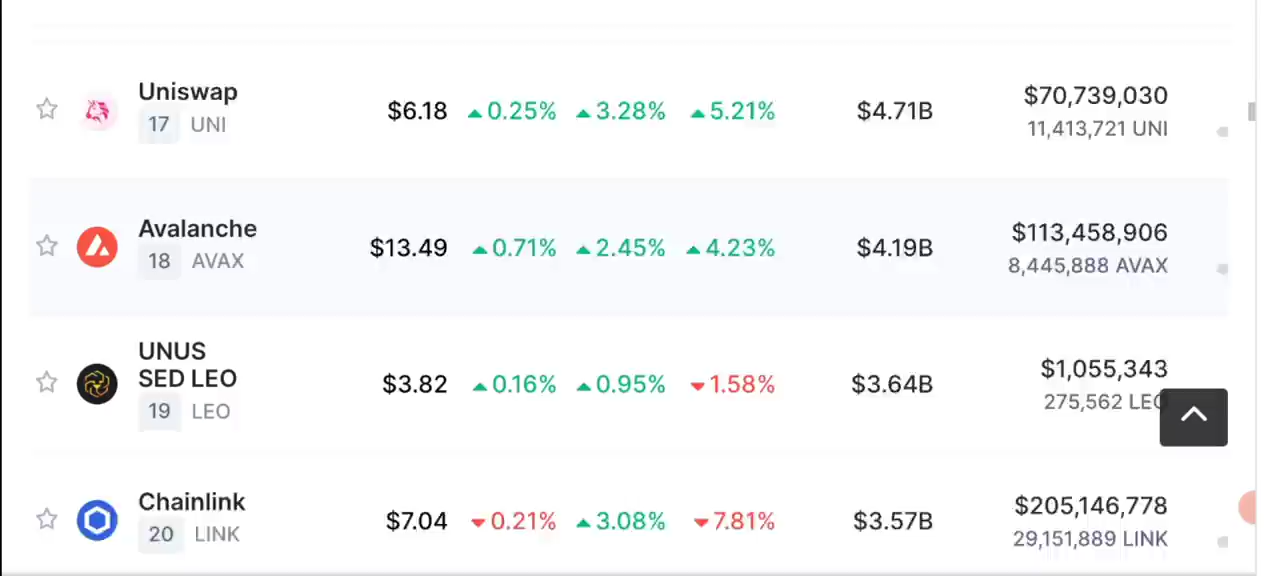 Uniswap
17 UNI
$6.18 ▲0.25% ▲3.28% ▲5.21% $4.71B
$70,739,030
11,413,721 UNI
Avalanche
18 AVAX
$13.49 ▲0.71% ▲2.45% ▲4.23% $4.19B
$113,458,906
8,445,888 AVAX
UNUS
SED LEO
19 LEO
$3.82 ▲0.16% ▲0.95% ▼1.58% $3.64B
$1,055,343
275,562 LEO
Chainlink
20 LINK
$7.04 ▼0.21% ▲3.08% ▼7.81% $3.57B
$205,146,778
29,151,889 LINK